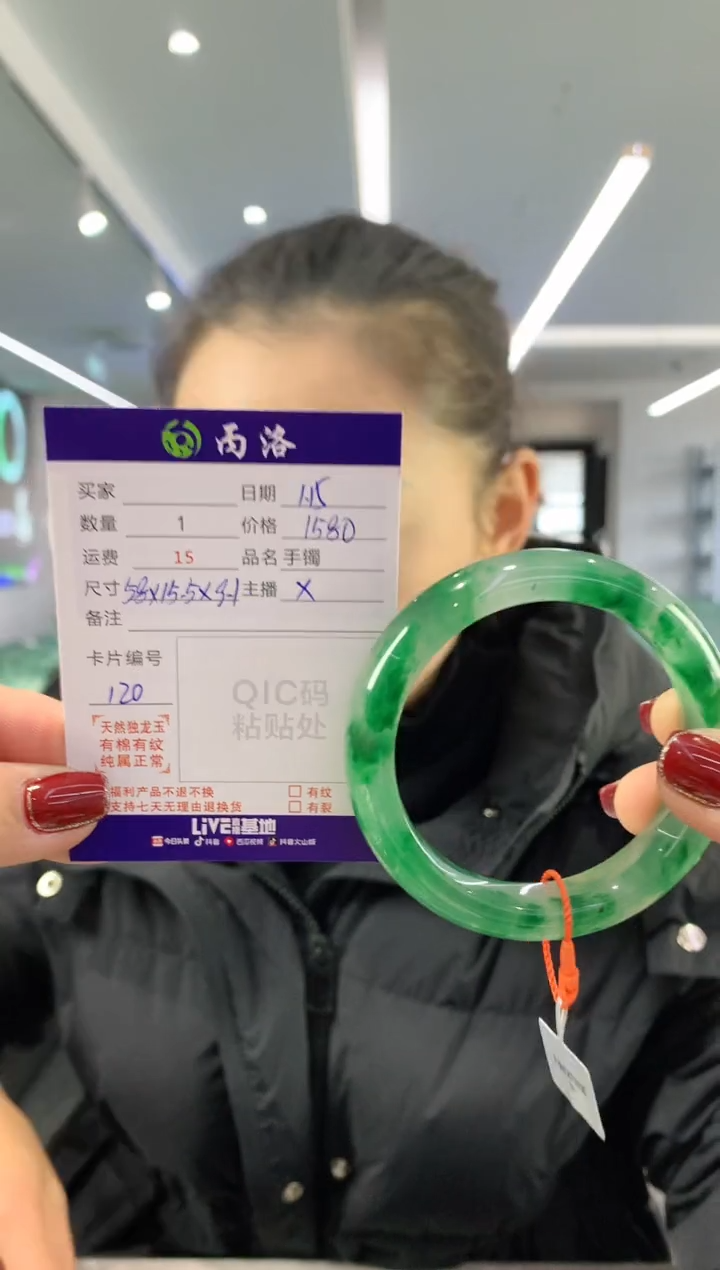 雨洛
买家 日期 1.15
数量 1 价格 1580
运费 15 品名 手镯
尺寸 58x15.5x9.1 主播 X
备注
卡片编号
120
QIC码
粘贴处
天然独龙玉
有棉有纹
纯属正常
福利产品不退不换 有纹
支持七天无理由退换货 有裂
LiVE基地
今日头条 抖音 西瓜视频 抖音火山版